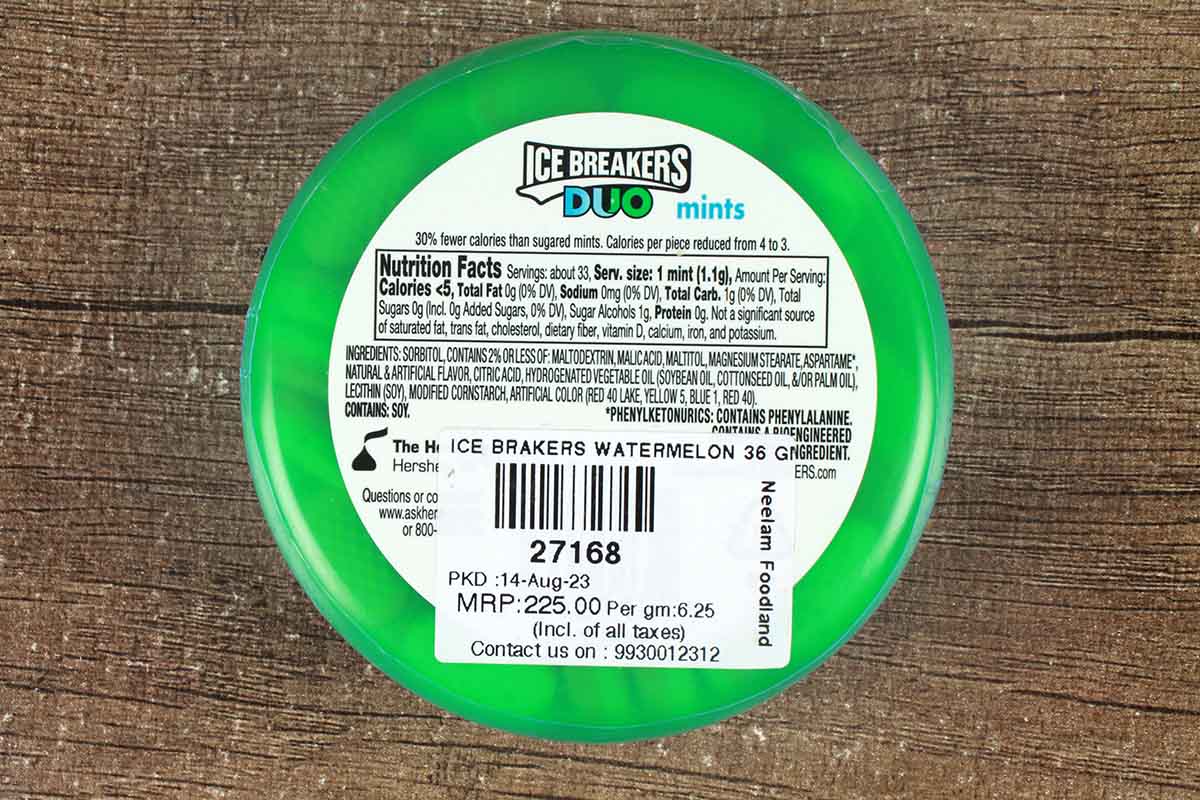 ICE BREAKERS
DUO mints
30% fewer calories than sugared mints. Calories per piece reduced from 4 to 3.
Nutrition Facts Servings: about 33, Serv. size: 1 mint (1.1g), Amount Per Serving:
Calories <5, Total Fat 0g (0% DV), Sodium 0mg (0% DV), Total Carb. 1g (0% DV), Total
Sugars 0g (Incl. 0g Added Sugars, 0% DV), Sugar Alcohols 1g, Protein 0g. Not a significant source
of saturated fat, trans fat, cholesterol, dietary fiber, vitamin D, calcium, iron, and potassium.
INGREDIENTS: SORBITOL, CONTAINS 2% OR LESS OF: MALTODEXTRIN, MALIC ACID, MALTITOL, MAGNESIUM STEARATE, ASPARTAME*,
NATURAL & ARTIFICIAL FLAVOR, CITRIC ACID, HYDROGENATED VEGETABLE OIL (SOYBEAN OIL, COTTONSEED OIL, &/OR PALM OIL),
LECITHIN (SOY), MODIFIED CORNSTARCH, ARTIFICIAL COLOR (RED 40 LAKE, YELLOW 5, BLUE 1, RED 40).
CONTAINS: SOY.
*PHENYLKETONURICS: CONTAINS PHENYLALANINE.
CONTAINS A BIOENGINEERED
The
Questions or
or 800-
ICE BRAKERS WATERMELON 36
27168
PKD :14-Aug-23
MRP:225.00 Per gm:6.25
(Incl. of all taxes)
Contact us on : 9930012312
Neelam Foodland